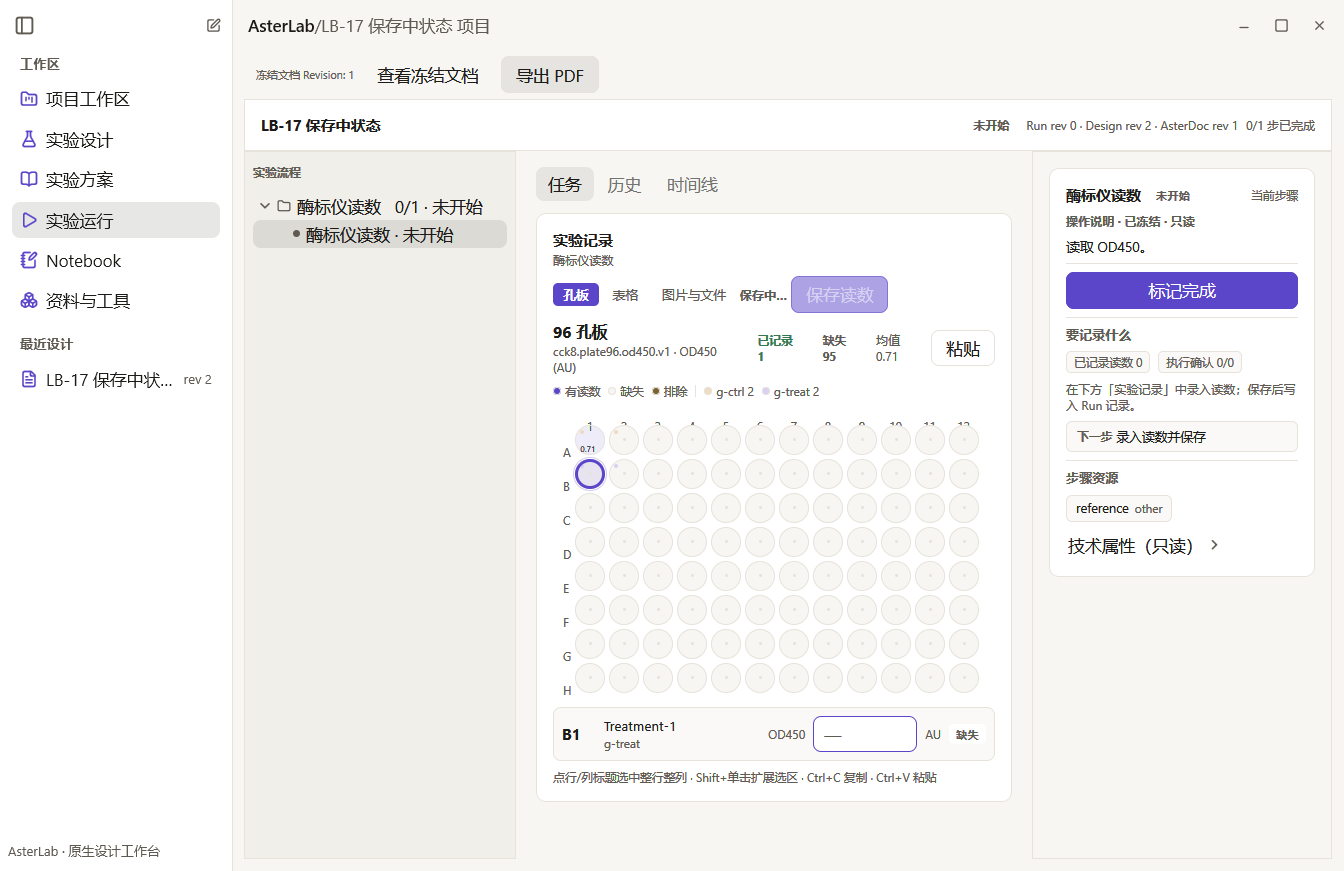 AsterLab/LB-17 保存中状态 项目
工作区
项目工作区
实验设计
实验方案
实验运行
Notebook
资料与工具
最近设计
LB-17 保存中状... rev 2
AsterLab · 原生设计工作台
冻结文档 Revision: 1
查看冻结文档
导出 PDF
LB-17 保存中状态
未开始 Run rev 0 · Design rev 2 · AsterDoc rev 1 0/1 步已完成
实验流程
酶标仪读数 0/1 · 未开始
酶标仪读数 · 未开始
任务 历史 时间线
实验记录
酶标仪读数
孔板 表格 图片与文件 保存中... 保存读数
96 孔板
cck8.plate96.od450.v1 · OD450
(AU)
已记录 缺失 均值
1 95 0.71
粘贴
有读数 缺失 排除 g-ctrl 2 g-treat 2
1 2 3 4 5 6 7 8 9 10 11 12
A 0.71
B
C
D
E
F
G
H
B1 Treatment-1 OD450 — AU 缺失
g-treat
点行/列标题选中整行整列 · Shift+单击扩展选区 · Ctrl+C 复制 · Ctrl+V 粘贴
酶标仪读数 未开始 当前步骤
操作说明 · 已冻结 · 只读
读取 OD450。
标记完成
要记录什么
已记录读数 0 执行确认 0/0
在下方「实验记录」中录入读数；保存后写
入 Run 记录。
下一步 录入读数并保存
步骤资源
reference other
技术属性（只读）